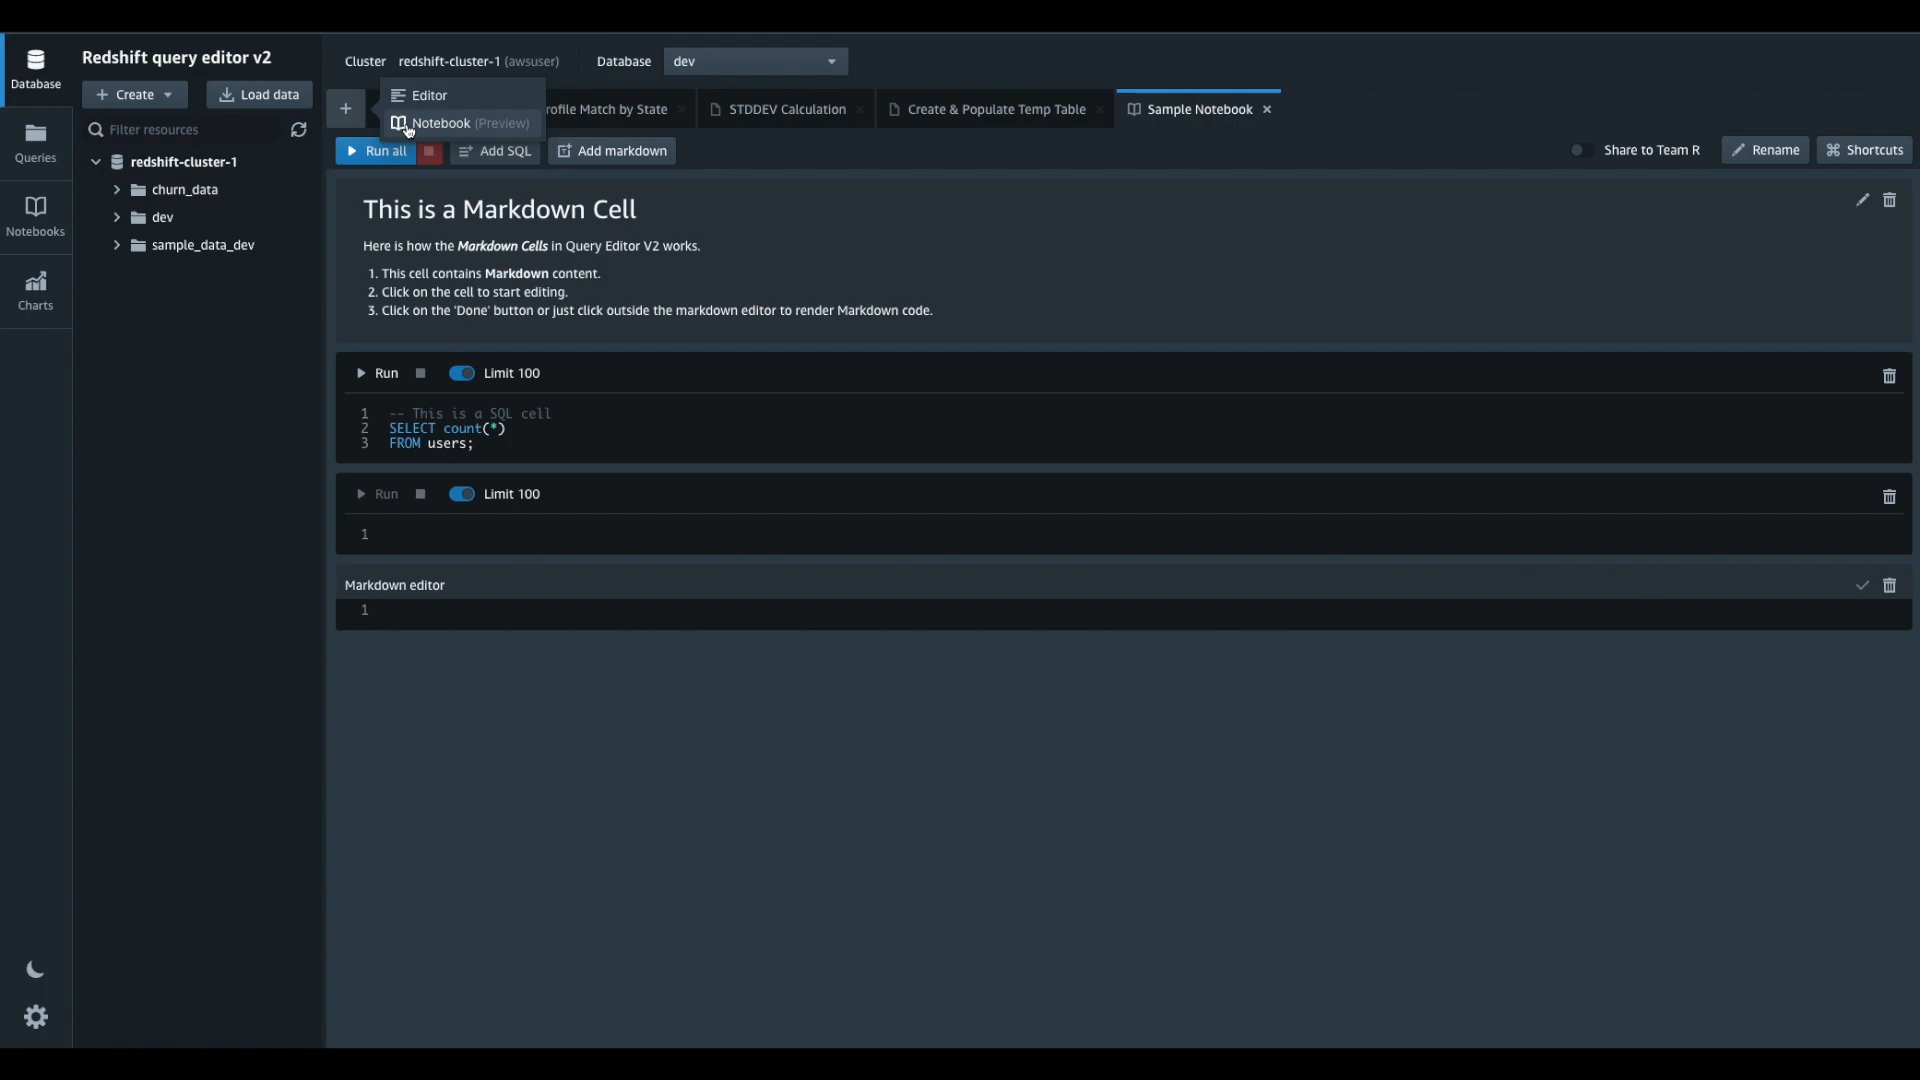 Redshift query editor v2
Database
Create
Load data
Filter resources
Queries
Notebooks
Charts
redshift-cluster-1
churn_data
dev
sample_data_dev
Cluster redshift-cluster-1 (awsuser) Database dev
Editor
Notebook (Preview)
Match by State
STDDEV Calculation
Create & Populate Temp Table
Sample Notebook
Run all
Add SQL
Add markdown
Share to Team R
Rename
Shortcuts
This is a Markdown Cell
Here is how the Markdown Cells in Query Editor V2 works.
1. This cell contains Markdown content.
2. Click on the cell to start editing.
3. Click on the 'Done' button or just click outside the markdown editor to render Markdown code.
Run Limit 100
1 -- This is a SQL cell
2 SELECT count(*)
3 FROM users;
Run Limit 100
1
Markdown editor
1